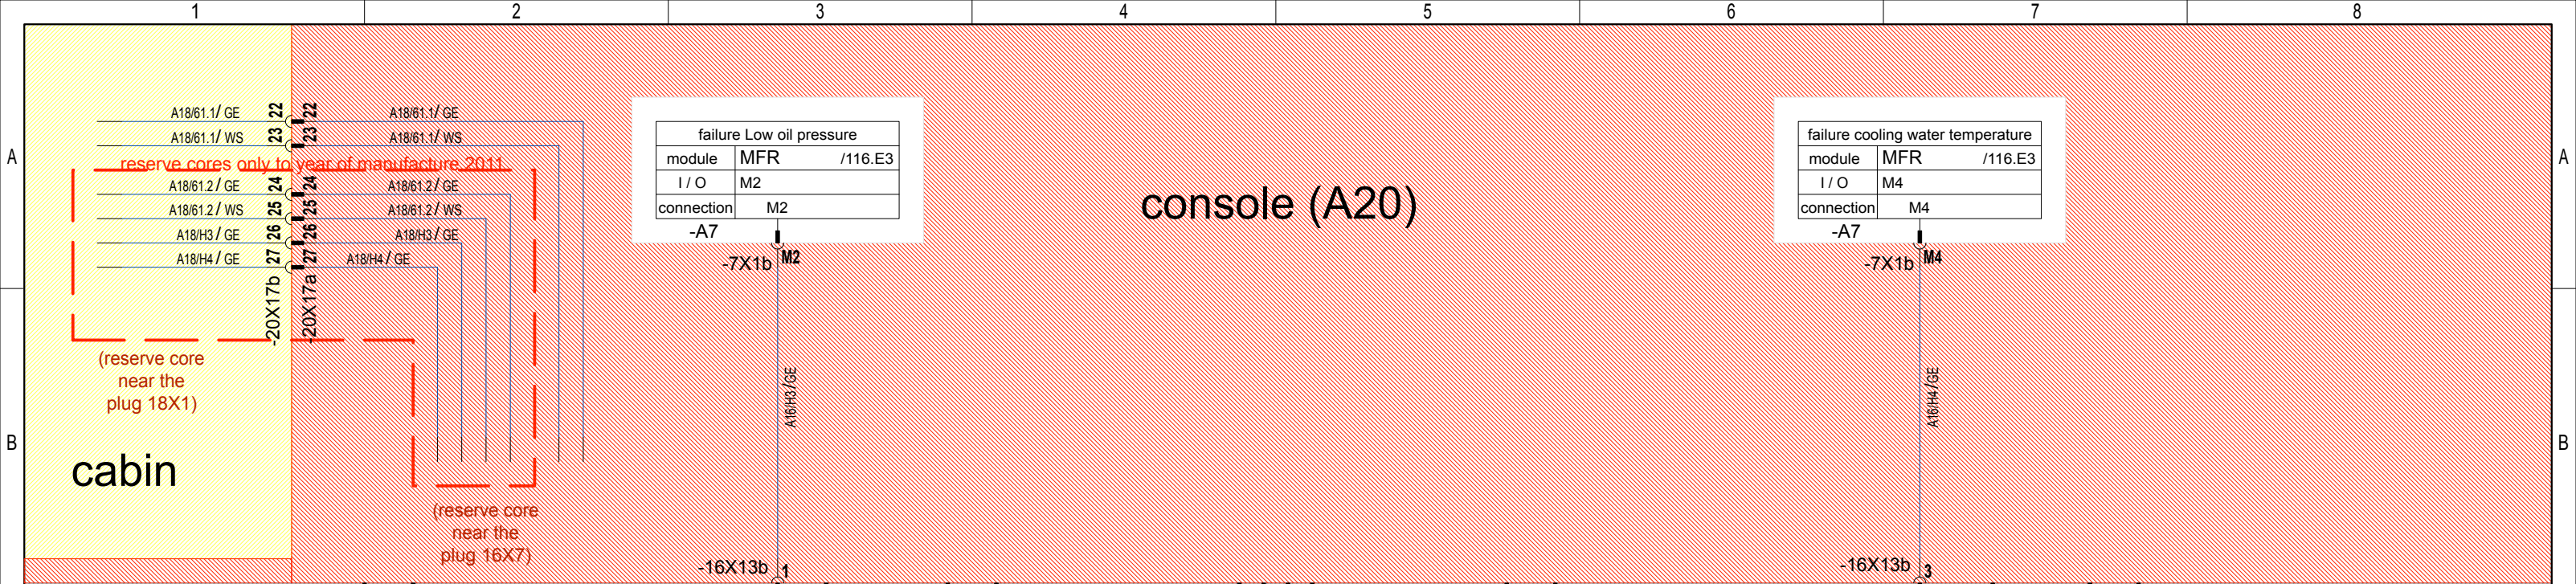 1 2 3 4 5 6 7 8
A A
A18/61.1/ GE 22 22 A18/61.1/ GE
A18/61.1/ WS 23 23 A18/61.1/ WS
reserve cores only to year of manufacture 2011
A18/61.2 / GE 24 24 A18/61.2 / GE
A18/61.2 / WS 25 25 A18/61.2 / WS
A18/H3 / GE 26 26 A18/H3 / GE
A18/H4 / GE 27 27 A18/H4 / GE
-20X17b -20X17a
(reserve core
near the
plug 18X1)
cabin
(reserve core
near the
plug 16X7)
failure Low oil pressure
module MFR /116.E3
I / O M2
connection M2
-A7
-7X1b M2
A16/H3 /GE
-16X13b 1
console (A20)
failure cooling water temperature
module MFR /116.E3
I / O M4
connection M4
-A7
-7X1b M4
A16/H4 /GE
-16X13b 3
B B